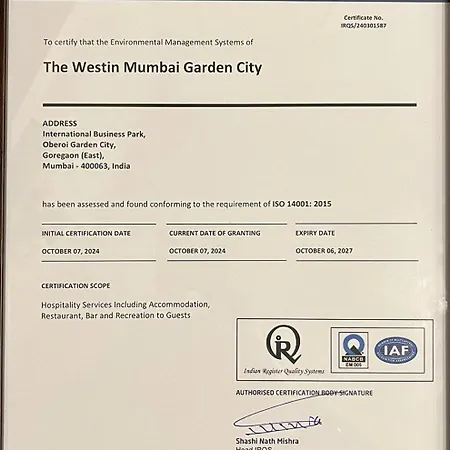 Certificate No.
IRQS/240301587
To certify that the Environmental Management Systems of
The Westin Mumbai Garden City
ADDRESS
International Business Park,
Oberoi Garden City,
Goregaon (East),
Mumbai - 400063, India
has been assessed and found conforming to the requirement of ISO 14001: 2015
INITIAL CERTIFICATION DATE
CURRENT DATE OF GRANTING
EXPIRY DATE
OCTOBER 07, 2024
OCTOBER 07, 2024
OCTOBER 06, 2027
CERTIFICATION SCOPE
Hospitality Services Including Accommodation,
Restaurant, Bar and Recreation to Guests
Indian Register Quality Systems
NABCB
IAF
AUTHORISED CERTIFICATION BODY SIGNATURE
Shashi Nath Mishra
Head IRQS